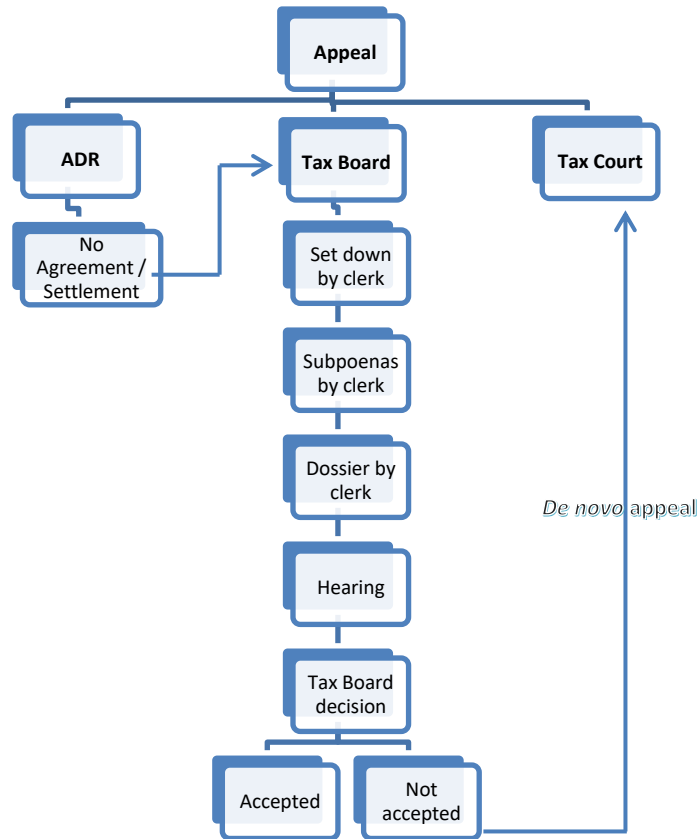 Appeal
ADR
Tax Board
Tax Court
No
Agreement /
Settlement
Set down
by clerk
Subpoenas
by clerk
Dossier by
clerk
De novo appeal
Hearing
Tax Board
decision
Accepted
Not
accepted